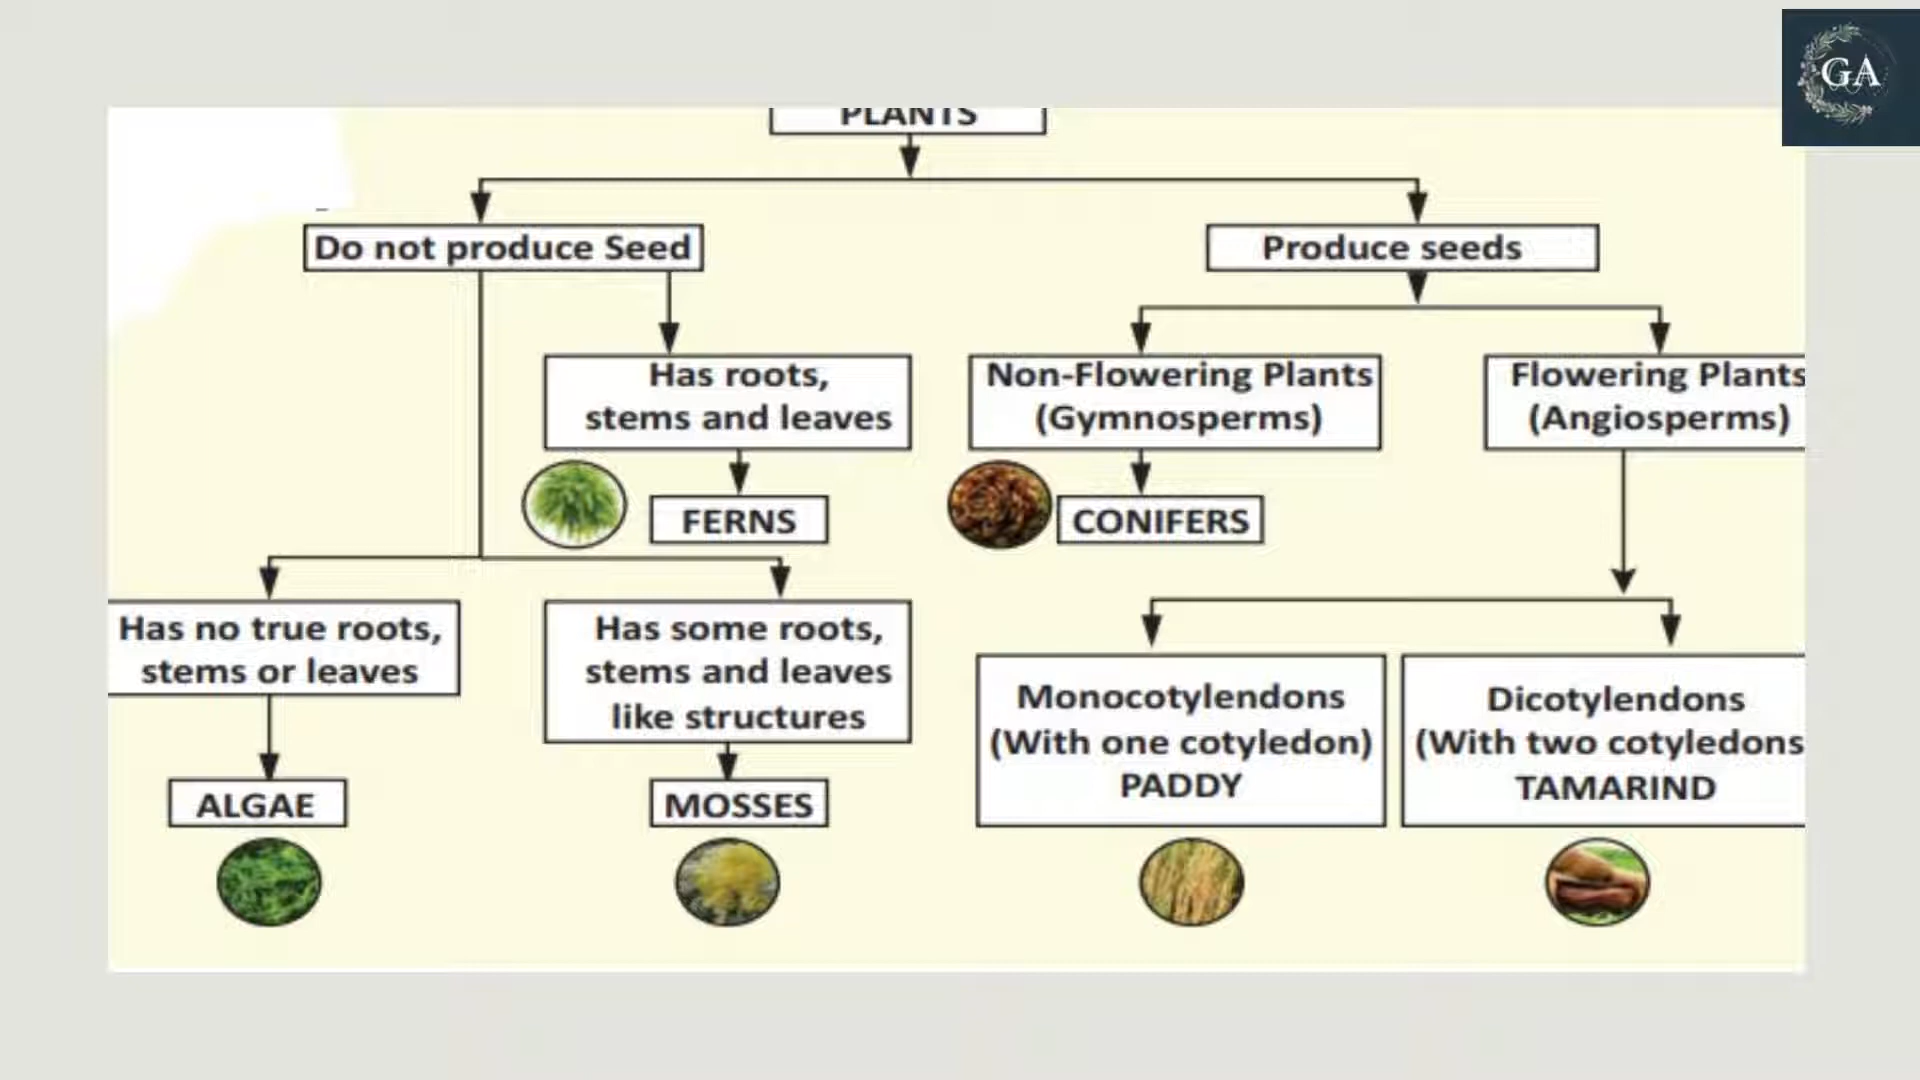 GA
PLANTS
Do not produce Seed
Produce seeds
Has roots,
stems and leaves
Non-Flowering Plants
(Gymnosperms)
Flowering Plants
(Angiosperms)
FERNS
CONIFERS
Has no true roots,
stems or leaves
Has some roots,
stems and leaves
like structures
Monocotylendons
(With one cotyledon)
PADDY
Dicotylendons
(With two cotyledons
TAMARIND
ALGAE
MOSSES